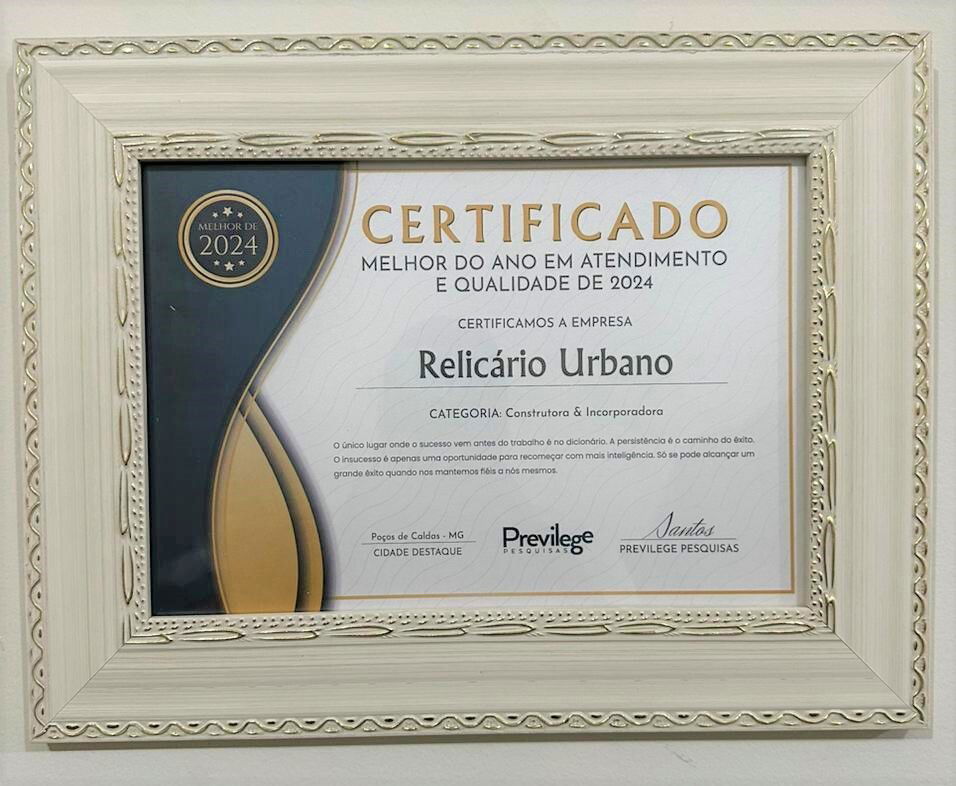 MELHOR DE
2024
CERTIFICADO
MELHOR DO ANO EM ATENDIMENTO
E QUALIDADE DE 2024
CERTIFICAMOS A EMPRESA
Relicário Urbano
CATEGORIA: Construtora & Incorporadora
O único lugar onde o sucesso vem antes do trabalho é no dicionário. A persistência é o caminho do êxito.
O insucesso é apenas uma oportunidade para recomeçar com mais inteligência. Só se pode alcançar um
grande êxito quando nos mantemos fiéis a nós mesmos.
Poços de Caldas - MG
CIDADE DESTAQUE
Previlege
PESQUISAS
Santos
PREVILEGE PESQUISAS